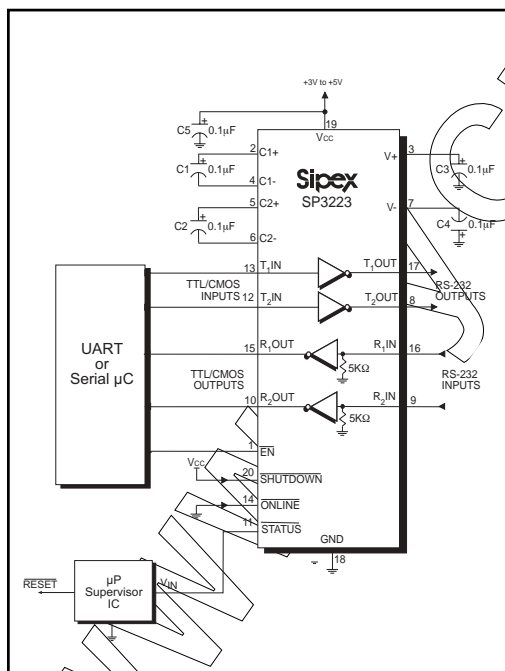 +3V to +5V
19
VCC
C5
+
0.1µF
2
C1+
C1
+
0.1µF
4
C1-
5
C2+
C2
+
0.1µF
6
C2-
Sipex
SP3223
V+
3
C3
+
0.1µF
V-
7
C4
0.1µF
+
13
T1IN
T1OUT
17
TTL/CMOS
INPUTS
12
T2IN
T2OUT
8
RS-232
OUTPUTS
UART
or
Serial µC
15
R1OUT
R1IN
16
5KΩ
TTL/CMOS
OUTPUTS
RS-232
INPUTS
10
R2OUT
R2IN
9
5KΩ
1
EN
VCC
20
SHUTDOWN
14
ONLINE
11
STATUS
GND
18
RESET
µP
Supervisor
IC
VIN